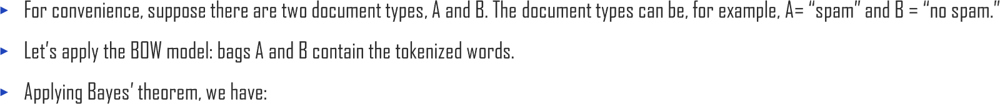 ► For convenience, suppose there are two document types, A and B. The document types can be, for example, A= “spam” and B = “no spam.”
► Let’s apply the BOW model: bags A and B contain the tokenized words.
► Applying Bayes’ theorem, we have: